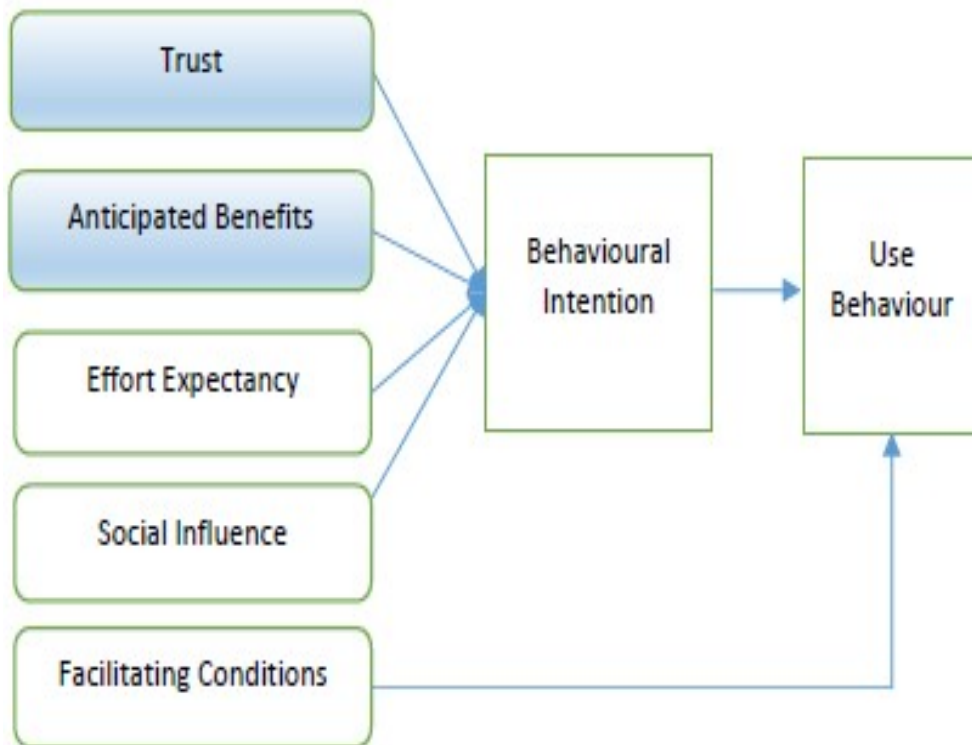 Trust
Anticipated Benefits
Effort Expectancy
Social Influence
Facilitating Conditions
Behavioural
Intention
Use
Behaviour